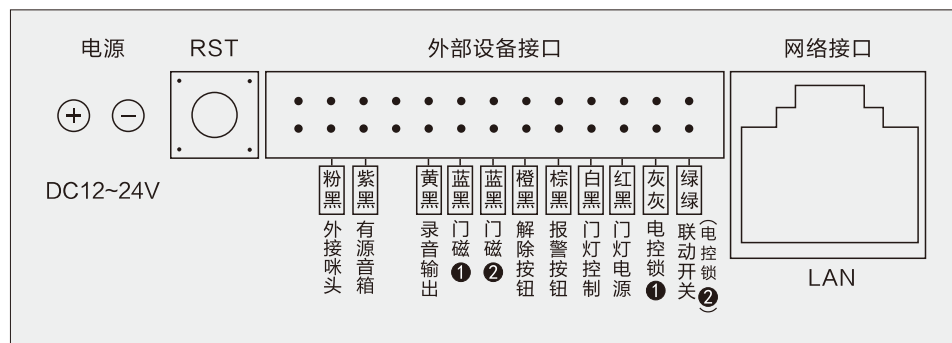 电源
RST
外部设备接口
网络接口
DC12~24V
粉黑
外接咪头
紫黑
有源音箱
黄黑
录音输出
蓝黑
门磁❶
蓝黑
门磁❷
橙黑
解除按钮
棕黑
报警按钮
白黑
门灯控制
红黑
门灯电源
灰灰
电控锁❶
绿绿
联动开关
(电控锁❷)
LAN